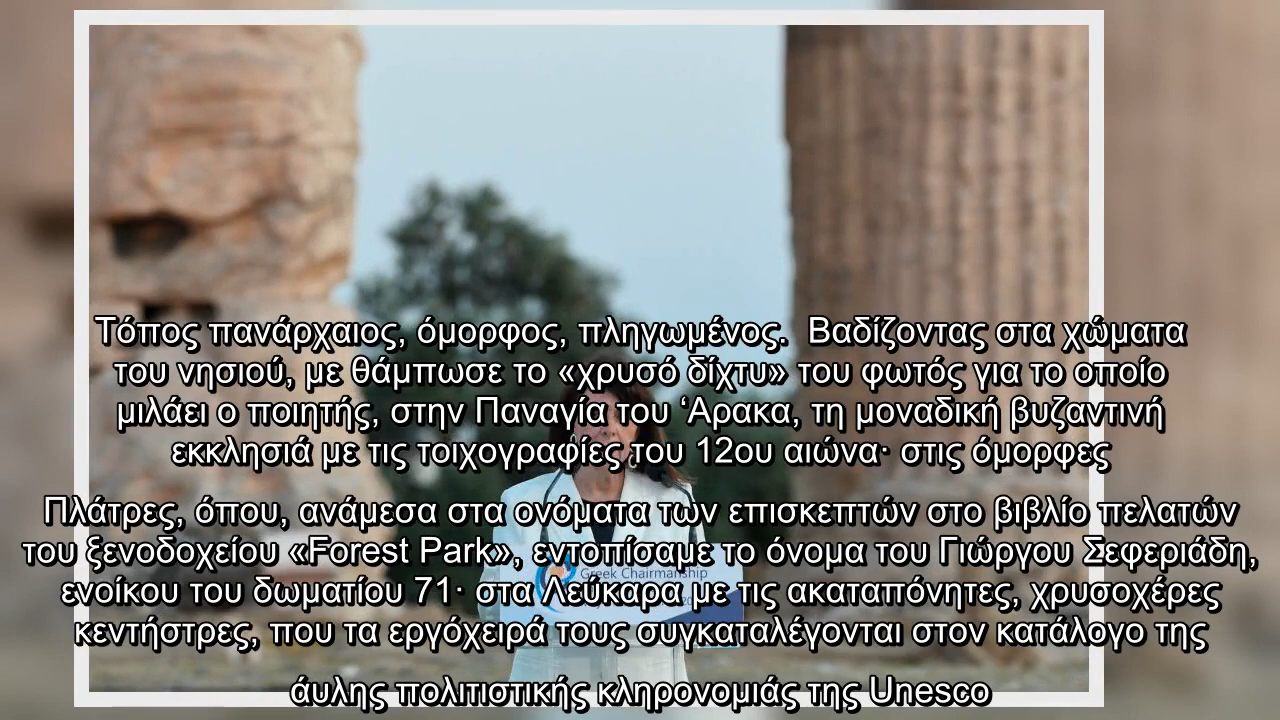 Τόπος πανάρχαιος, όμορφος, πληγωμένος.  Βαδίζοντας στα χώματα
του νησιού, με θάμπωσε το «χρυσό δίχτυ» του φωτός για το οποίο
μιλάει ο ποιητής, στην Παναγία του ‘Αρακα, τη μοναδική βυζαντινή
εκκλησιά με τις τοιχογραφίες του 12ου αιώνα· στις όμορφες
Πλάτρες, όπου, ανάμεσα στα ονόματα των επισκεπτών στο βιβλίο πελατών
του ξενοδοχείου «Forest Park», εντοπίσαμε το όνομα του Γιώργου Σεφεριάδη,
Greek Chairmanship
ενοίκου του δωματίου 71· στα Λεύκαρα με τις ακαταπόνητες, χρυσοχέρες
κεντήστρες, που τα εργόχειρά τους συγκαταλέγονται στον κατάλογο της
άυλης πολιτιστικής κληρονομιάς της Unesco